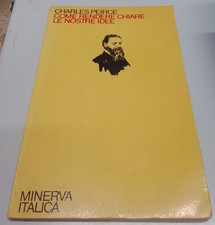 CHARLES PEIRCE
COME RENDERE CHIARE
LE NOSTRE IDEE
MINERVA
ITALICA